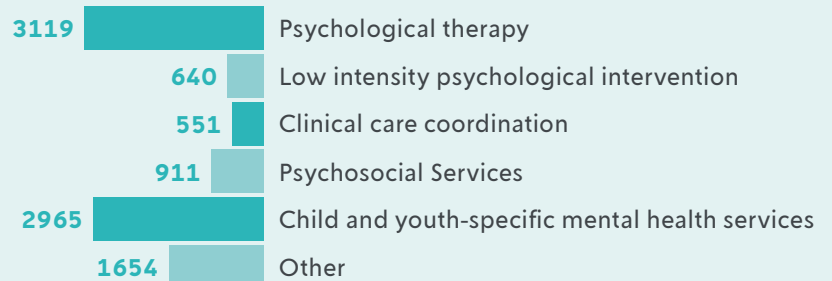 3119 Psychological therapy
640 Low intensity psychological intervention
551 Clinical care coordination
911 Psychosocial Services
2965 Child and youth-specific mental health services
1654 Other